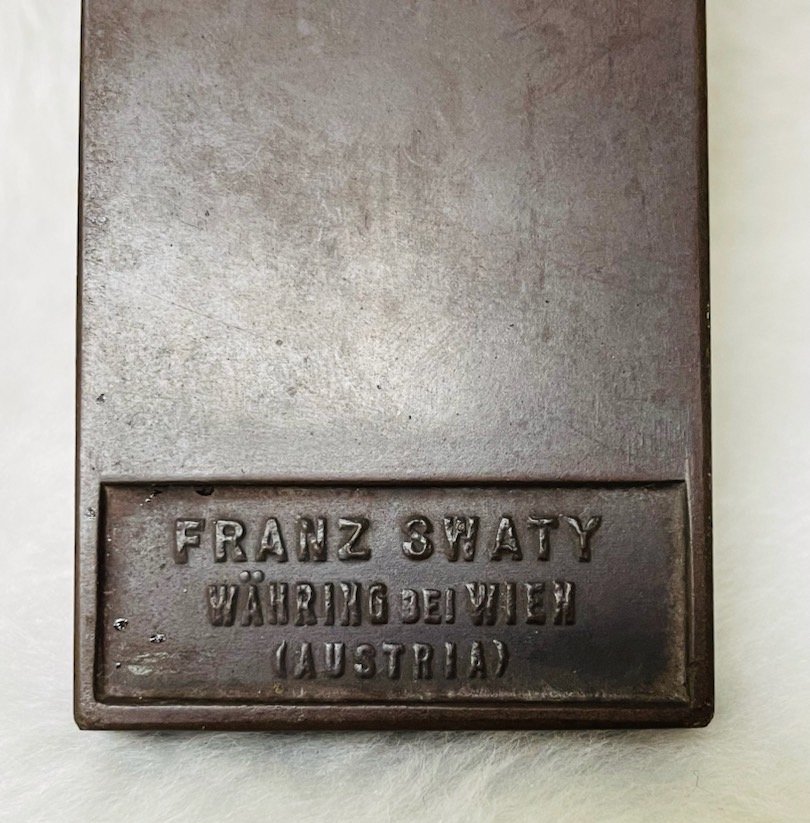 FRANZ SWATY
WÄHRING BEI WIEN
(AUSTRIA)